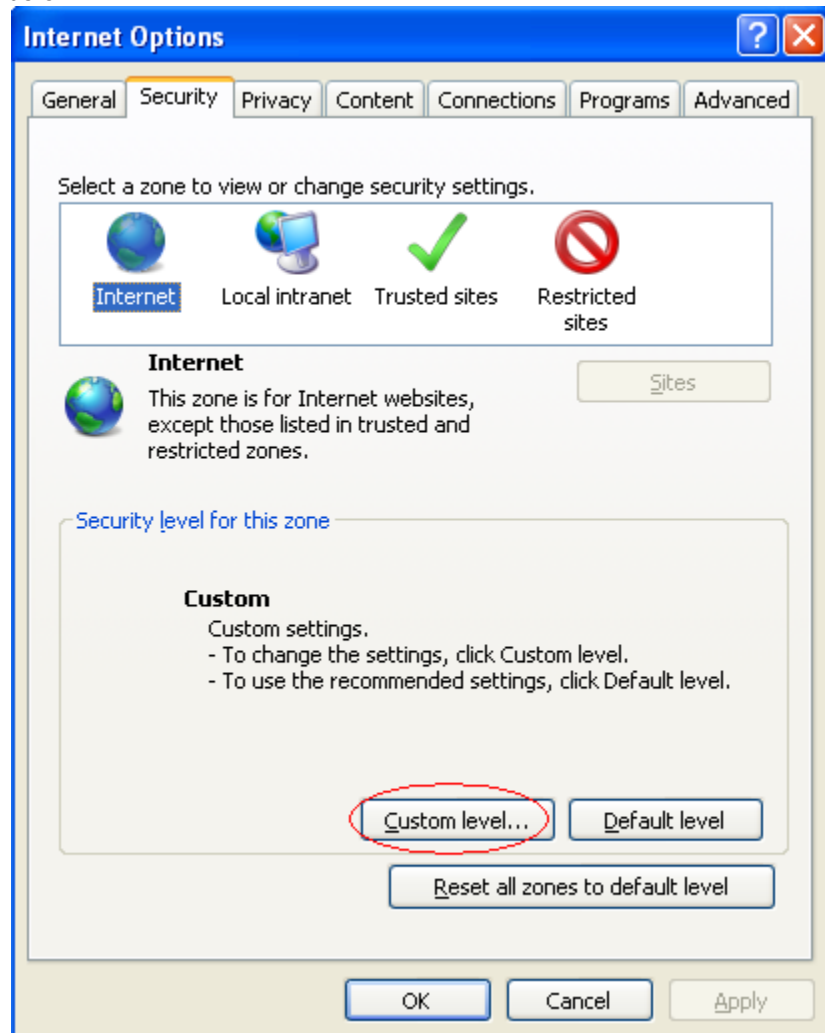 Internet Options
General Security Privacy Content Connections Programs Advanced
Select a zone to view or change security settings.
Internet Local intranet Trusted sites Restricted
sites
Internet
Sites
This zone is for Internet websites,
except those listed in trusted and
restricted zones.
Security level for this zone
Custom
Custom settings.
- To change the settings, click Custom level.
- To use the recommended settings, click Default level.
Custom level... Default level
Reset all zones to default level
OK Cancel Apply